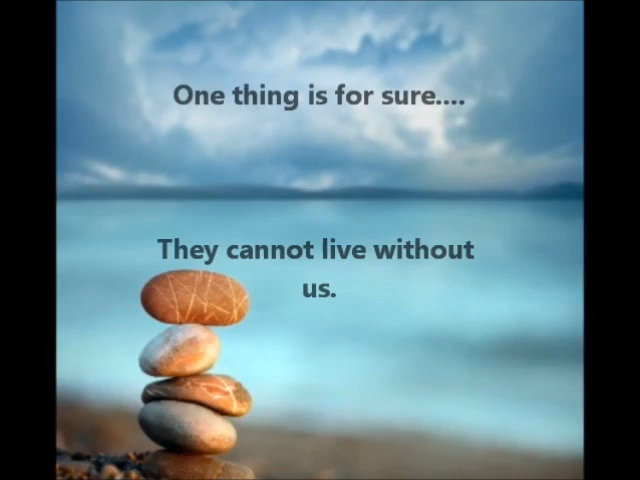 One thing is for sure....
They cannot live without
us.